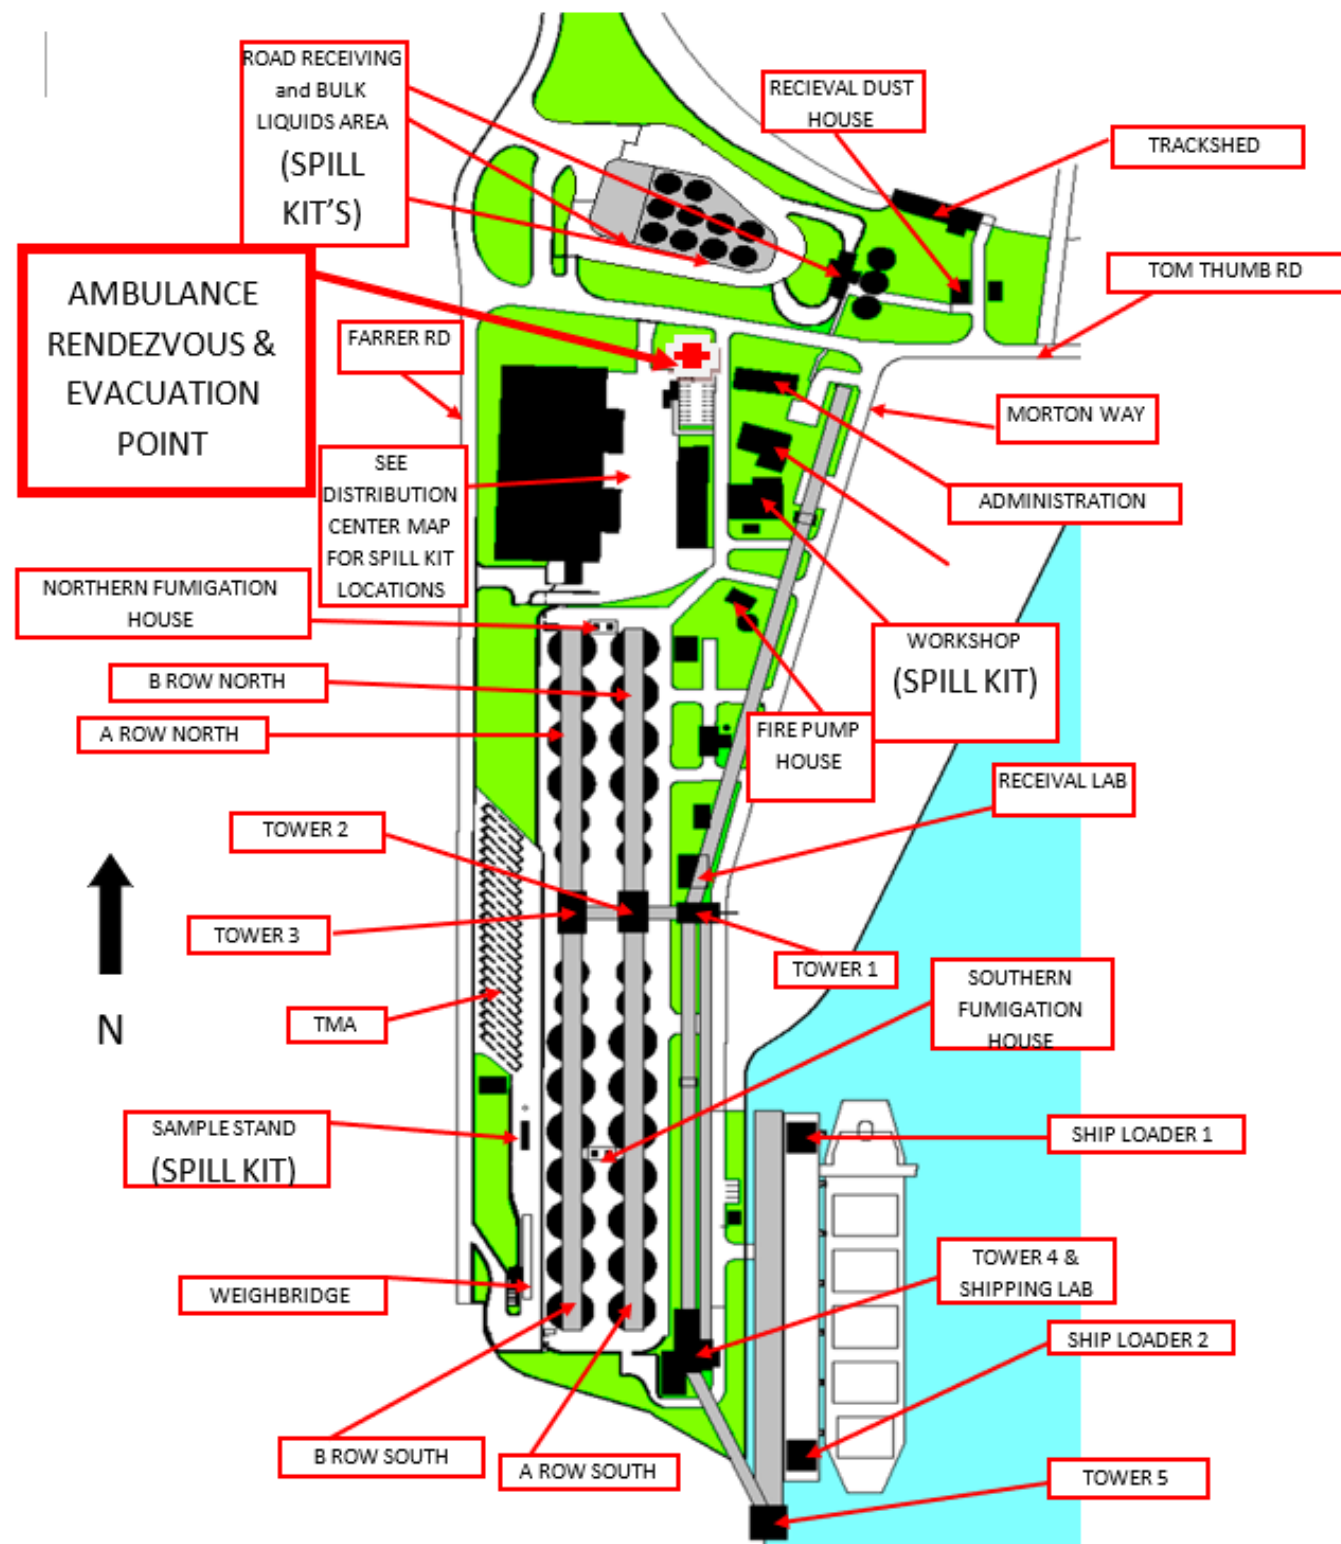 ROAD RECEIVING
and BULK
LIQUIDS AREA
(SPILL
KIT'S)
RECIEVAL DUST
HOUSE
TRACKSHED
TOM THUMB RD
AMBULANCE
RENDEZVOUS &
EVACUATION
POINT
FARRER RD
MORTON WAY
SEE
DISTRIBUTION
CENTER MAP
FOR SPILL KIT
LOCATIONS
ADMINISTRATION
NORTHERN FUMIGATION
HOUSE
WORKSHOP
(SPILL KIT)
B ROW NORTH
A ROW NORTH
FIRE PUMP
HOUSE
RECEIVAL LAB
TOWER 2
TOWER 3
TOWER 1
SOUTHERN
FUMIGATION
HOUSE
N
TMA
SAMPLE STAND
(SPILL KIT)
SHIP LOADER 1
TOWER 4 &
SHIPPING LAB
WEIGHBRIDGE
SHIP LOADER 2
B ROW SOUTH
A ROW SOUTH
TOWER 5